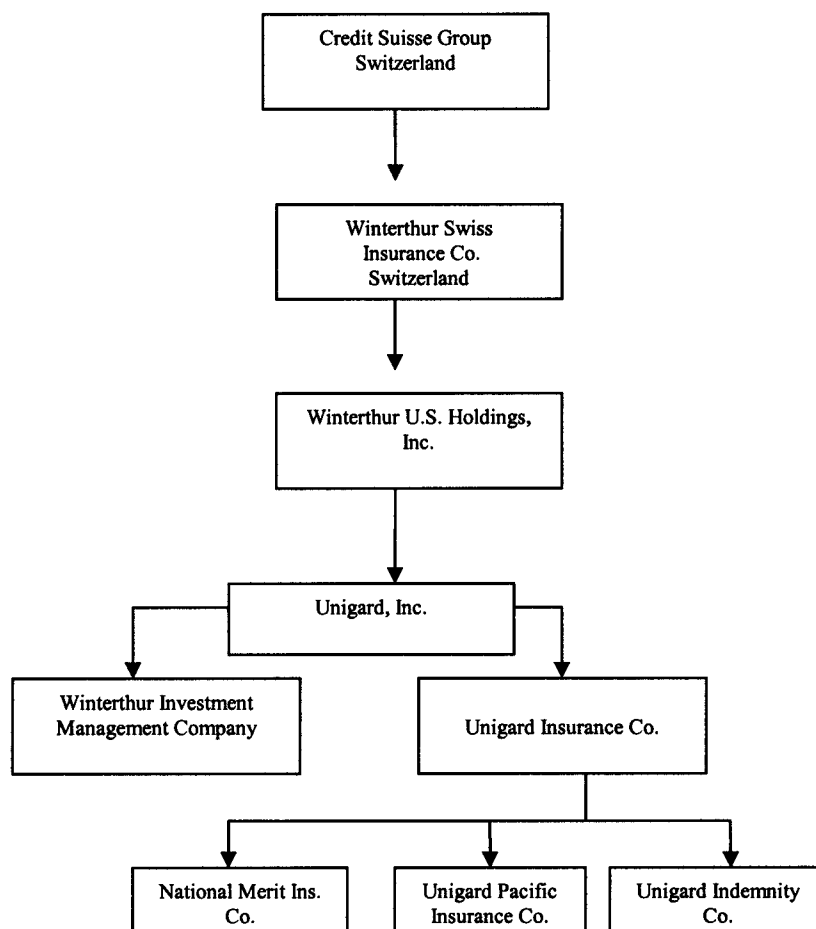 Credit Suisse Group
Switzerland
Winterthur Swiss
Insurance Co.
Switzerland
Winterthur U.S. Holdings,
Inc.
Unigard, Inc.
Winterthur Investment
Management Company
Unigard Insurance Co.
National Merit Ins.
Co.
Unigard Pacific
Insurance Co.
Unigard Indemnity
Co.